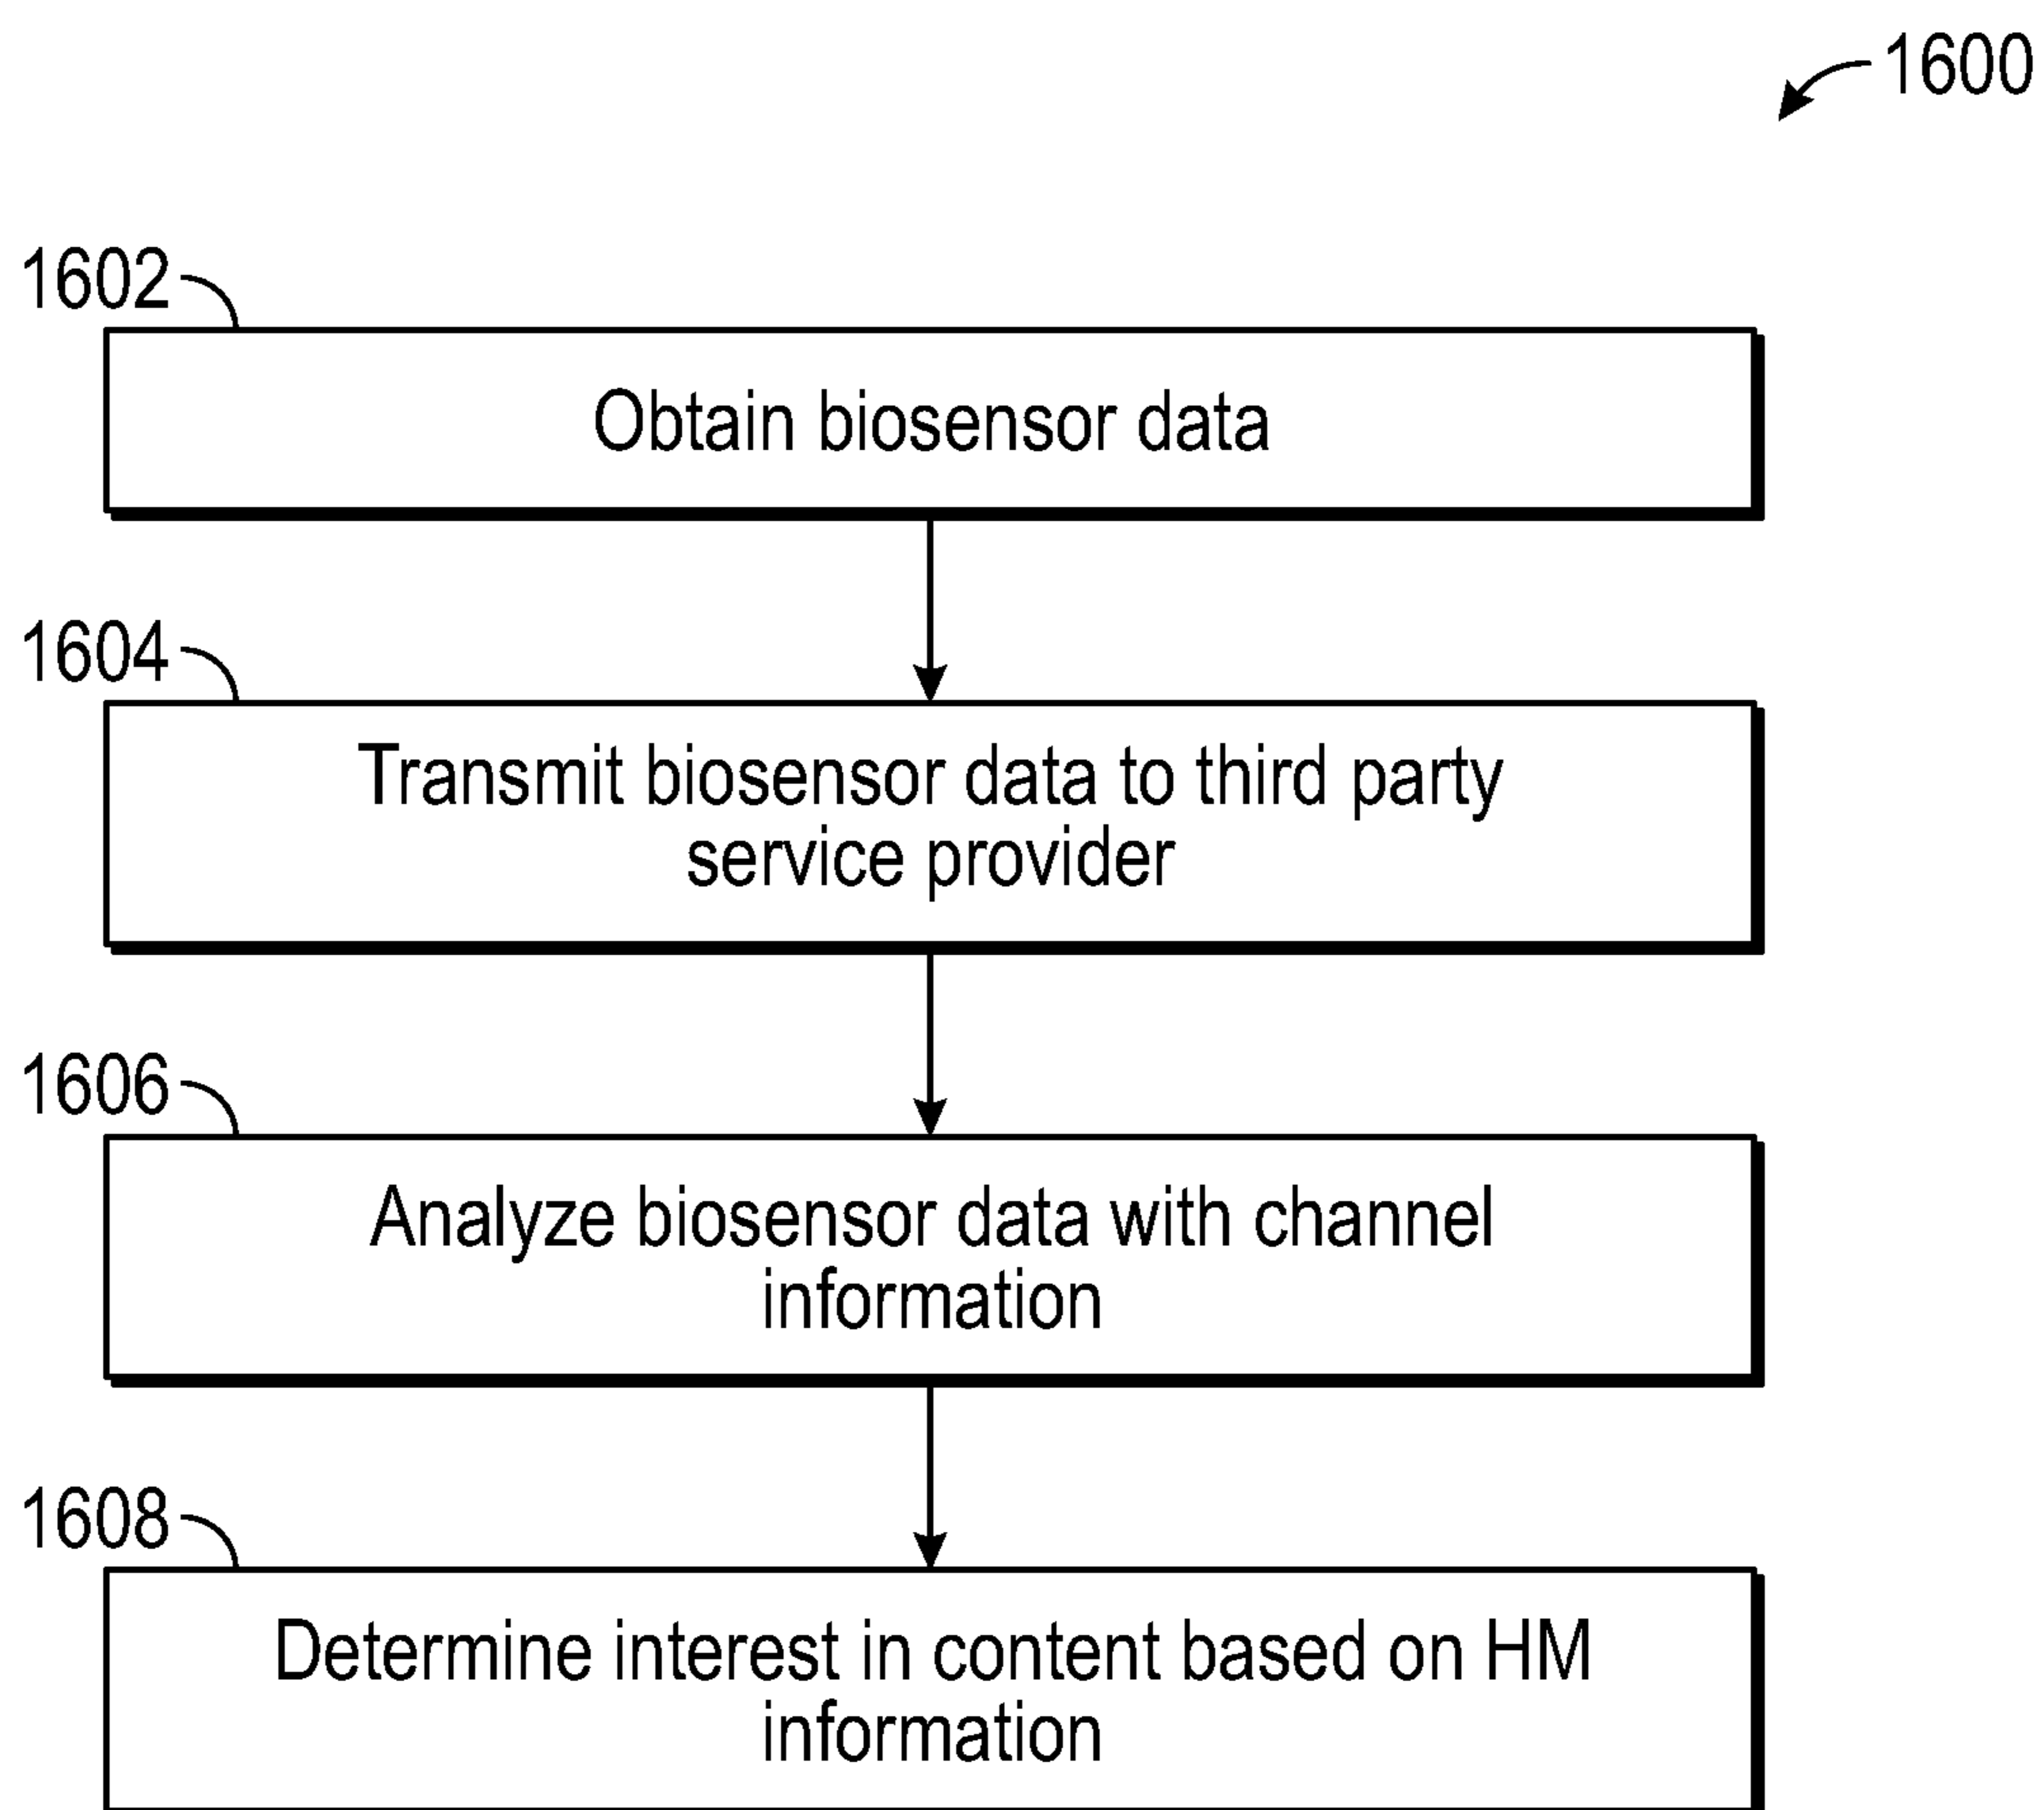 1600
1602
Obtain biosensor data
1604
Transmit biosensor data to third party
service provider
1606
Analyze biosensor data with channel
information
1608
Determine interest in content based on HM
information